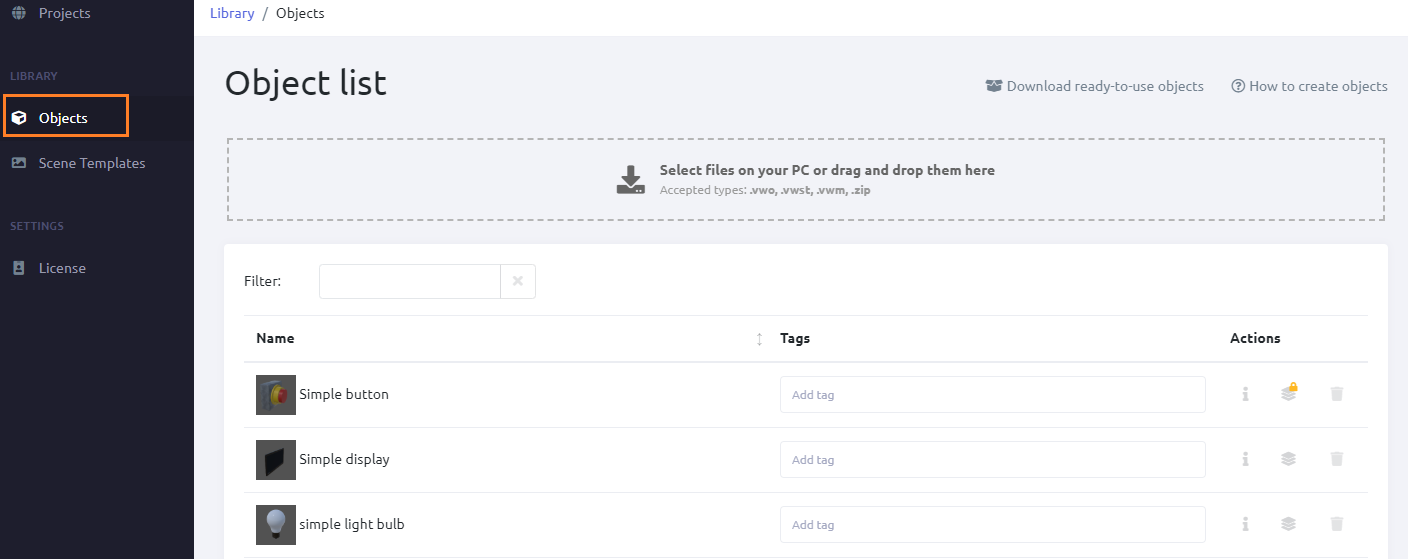 Projects
Library / Objects
LIBRARY
Objects
Scene Templates
SETTINGS
License
Object list
Download ready-to-use objects
How to create objects
Select files on your PC or drag and drop them here
Accepted types: .vwo, .vwst, .vwm, .zip
Filter:
Name Tags Actions
Simple button Add tag
Simple display Add tag
simple light bulb Add tag